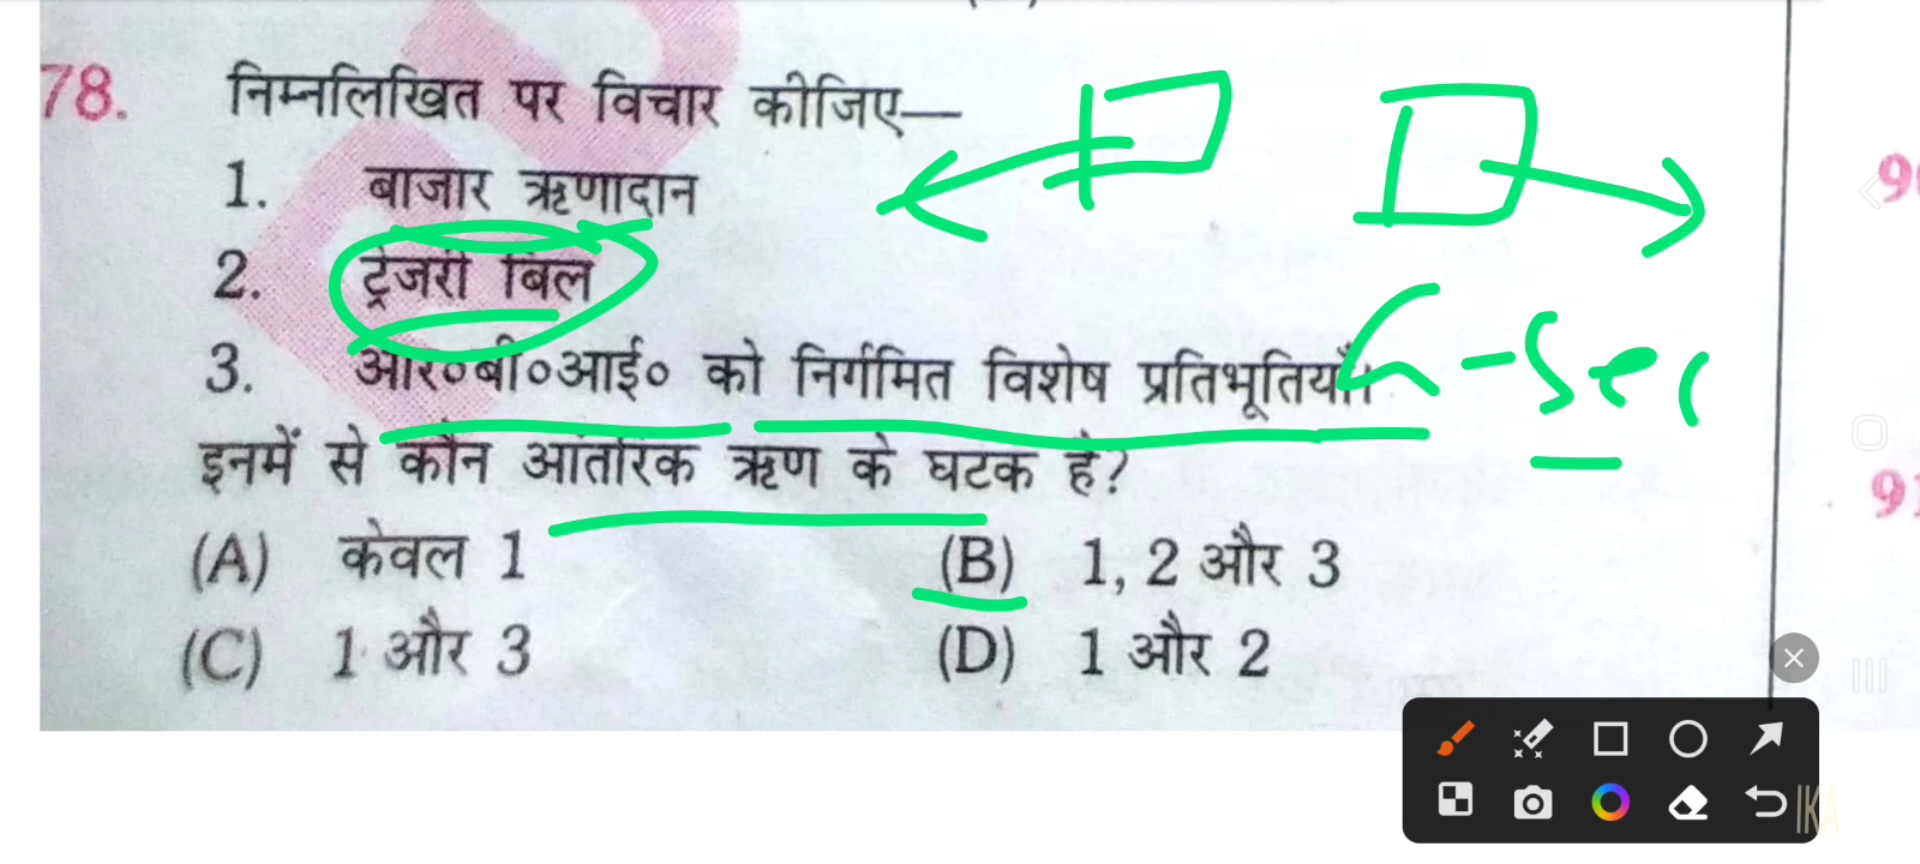 78. निम्नलिखित पर विचार कीजिए—
1. बाजार ऋणादान
2. ट्रेजरी बिल
3. आर०बी०आई० को निर्गमित विशेष प्रतिभूतियाँ।
G-Sec
इनमें से कौन आंतरिक ऋण के घटक हैं?
(A) केवल 1 (B) 1, 2 और 3
(C) 1 और 3 (D) 1 और 2